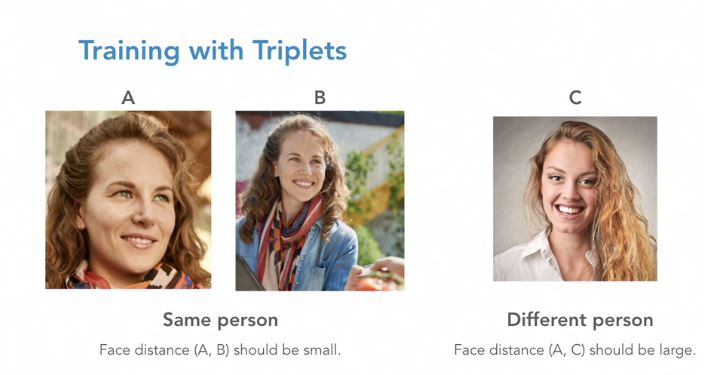 Training with Triplets
A
B
C
Same person
Different person
Face distance (A, B) should be small.
Face distance (A, C) should be large.